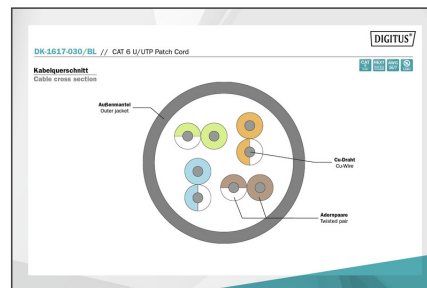 DIGITUS®
DK-1617-030/BL // CAT 6 U/UTP Patch Cord
Kabelquerschnitt
Cable cross section
Außenmantel
Outer jacket
Cu-Draht
Cu-Wire
Adernpaare
Twisted pair